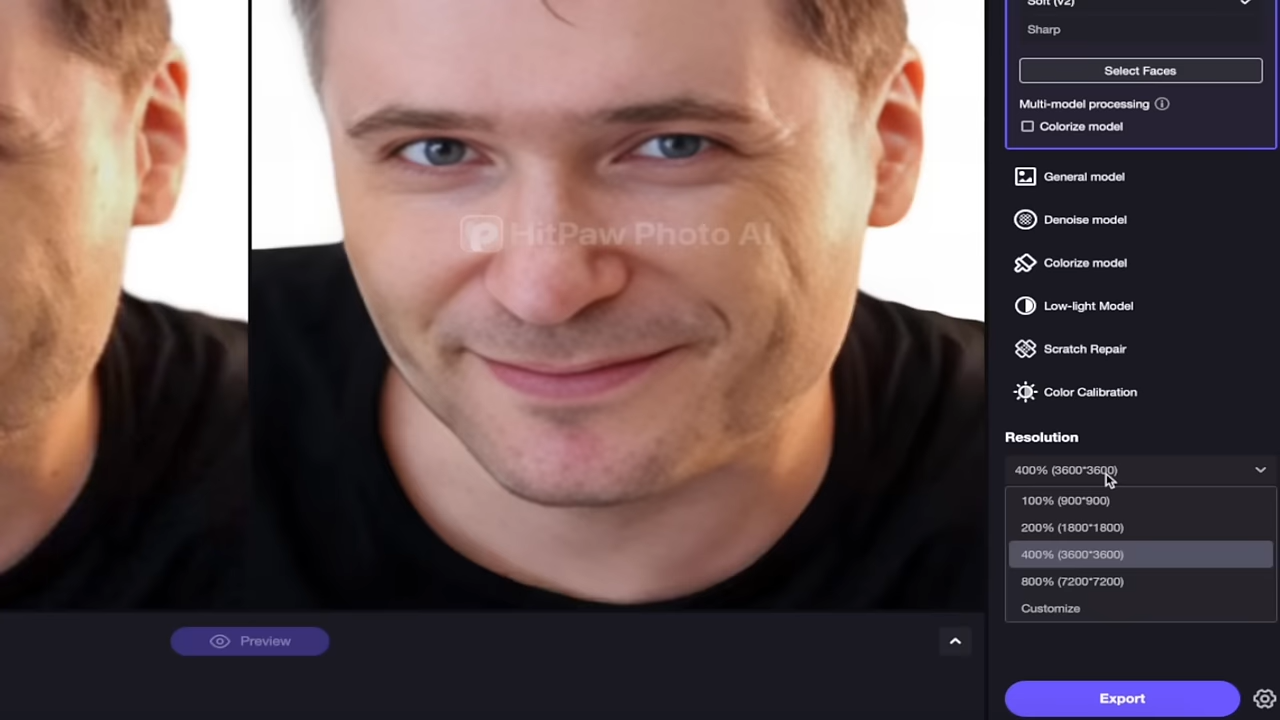 Soft (v2)
Sharp
Select Faces
Multi-model processing
Colorize model
General model
Denoise model
Colorize model
Low-light Model
Scratch Repair
Color Calibration
Resolution
400% (3600*3600)
100% (900*900)
200% (1800*1800)
400% (3600*3600)
800% (7200*7200)
Customize
HitPaw Photo AI
Preview
Export